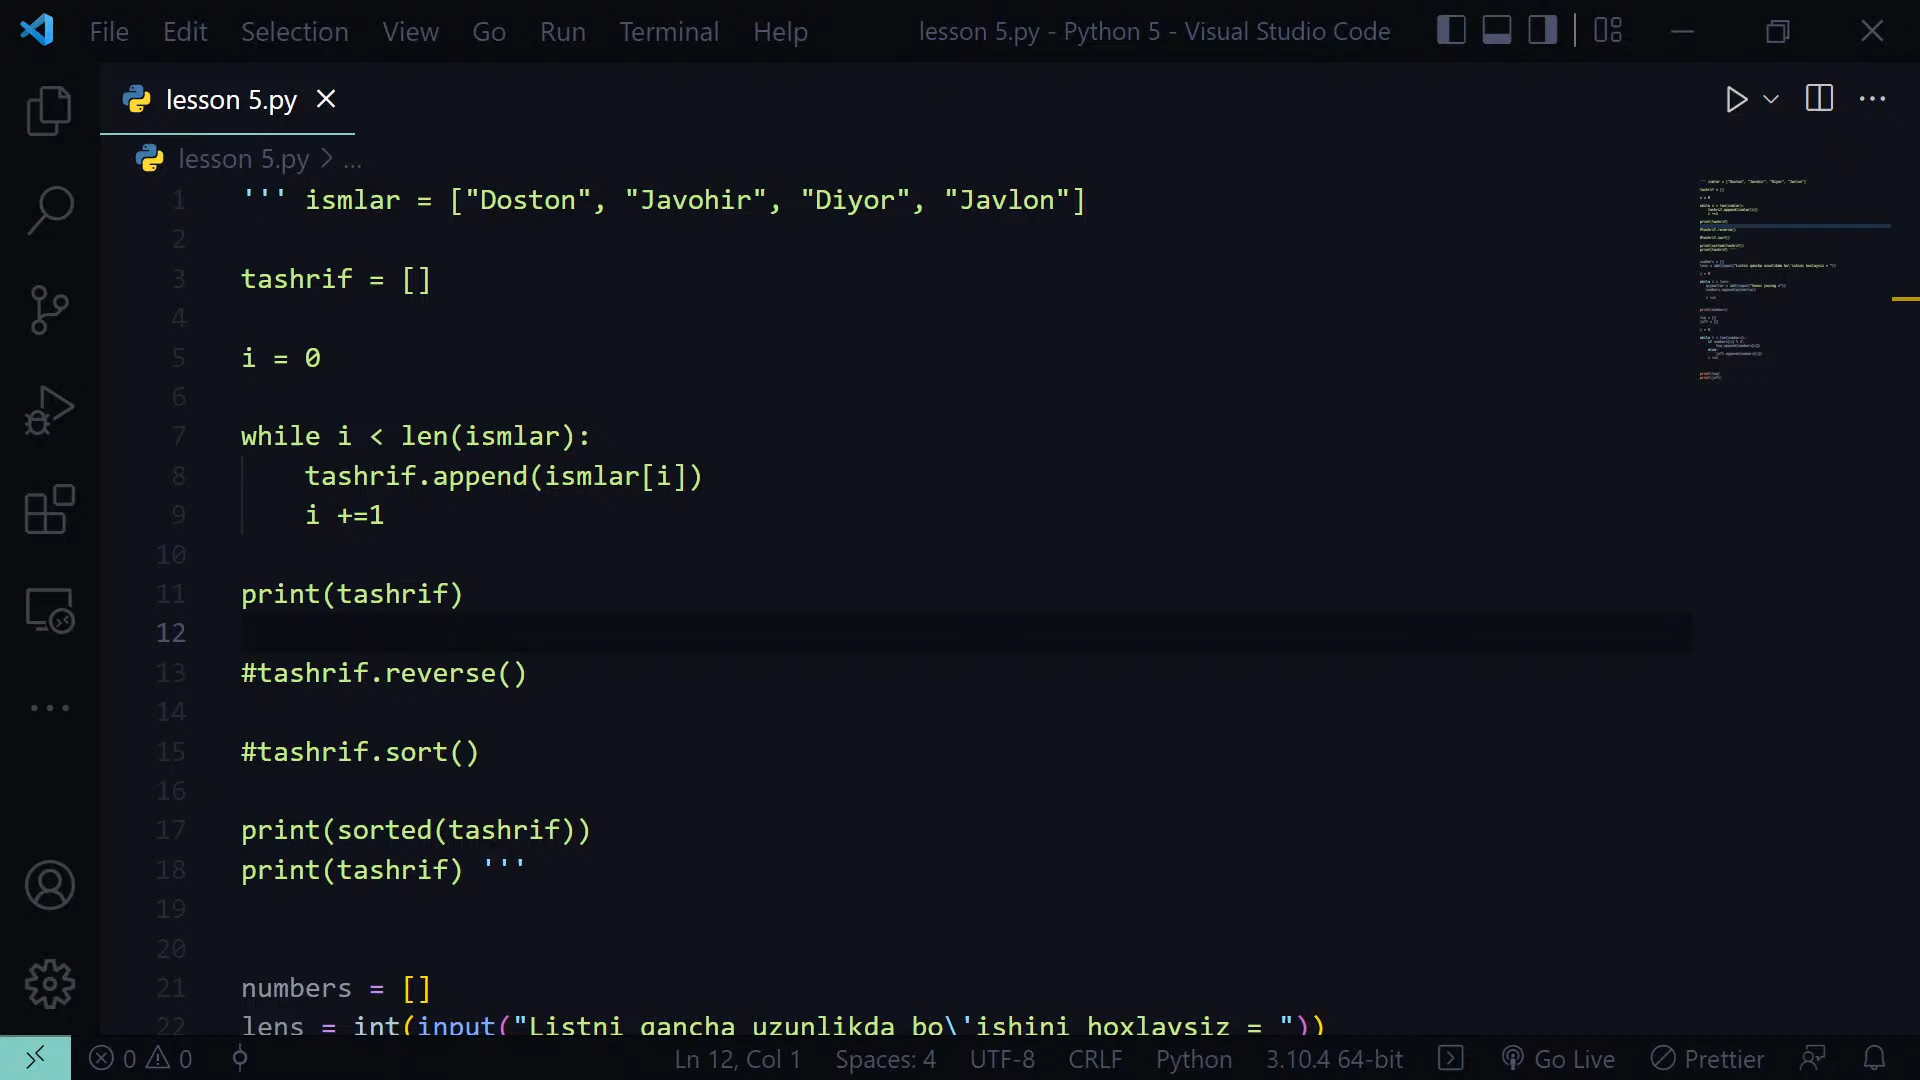 File Edit Selection View Go Run Terminal Help lesson 5.py - Python 5 - Visual Studio Code
lesson 5.py
lesson 5.py > ...
1 ''' ismlar = ["Doston", "Javohir", "Diyor", "Javlon"]
2
3 tashrif = []
4
5 i = 0
6
7 while i < len(ismlar):
8 tashrif.append(ismlar[i])
9 i +=1
10
11 print(tashrif)
12
13 #tashrif.reverse()
14
15 #tashrif.sort()
16
17 print(sorted(tashrif))
18 print(tashrif) '''
19
20
21 numbers = []
22 lens = int(input("Listni qancha uzunlikda bo\'ishini hoxlaysiz = "))
0 0 Ln 12, Col 1 Spaces: 4 UTF-8 CRLF Python 3.10.4 64-bit Go Live Prettier